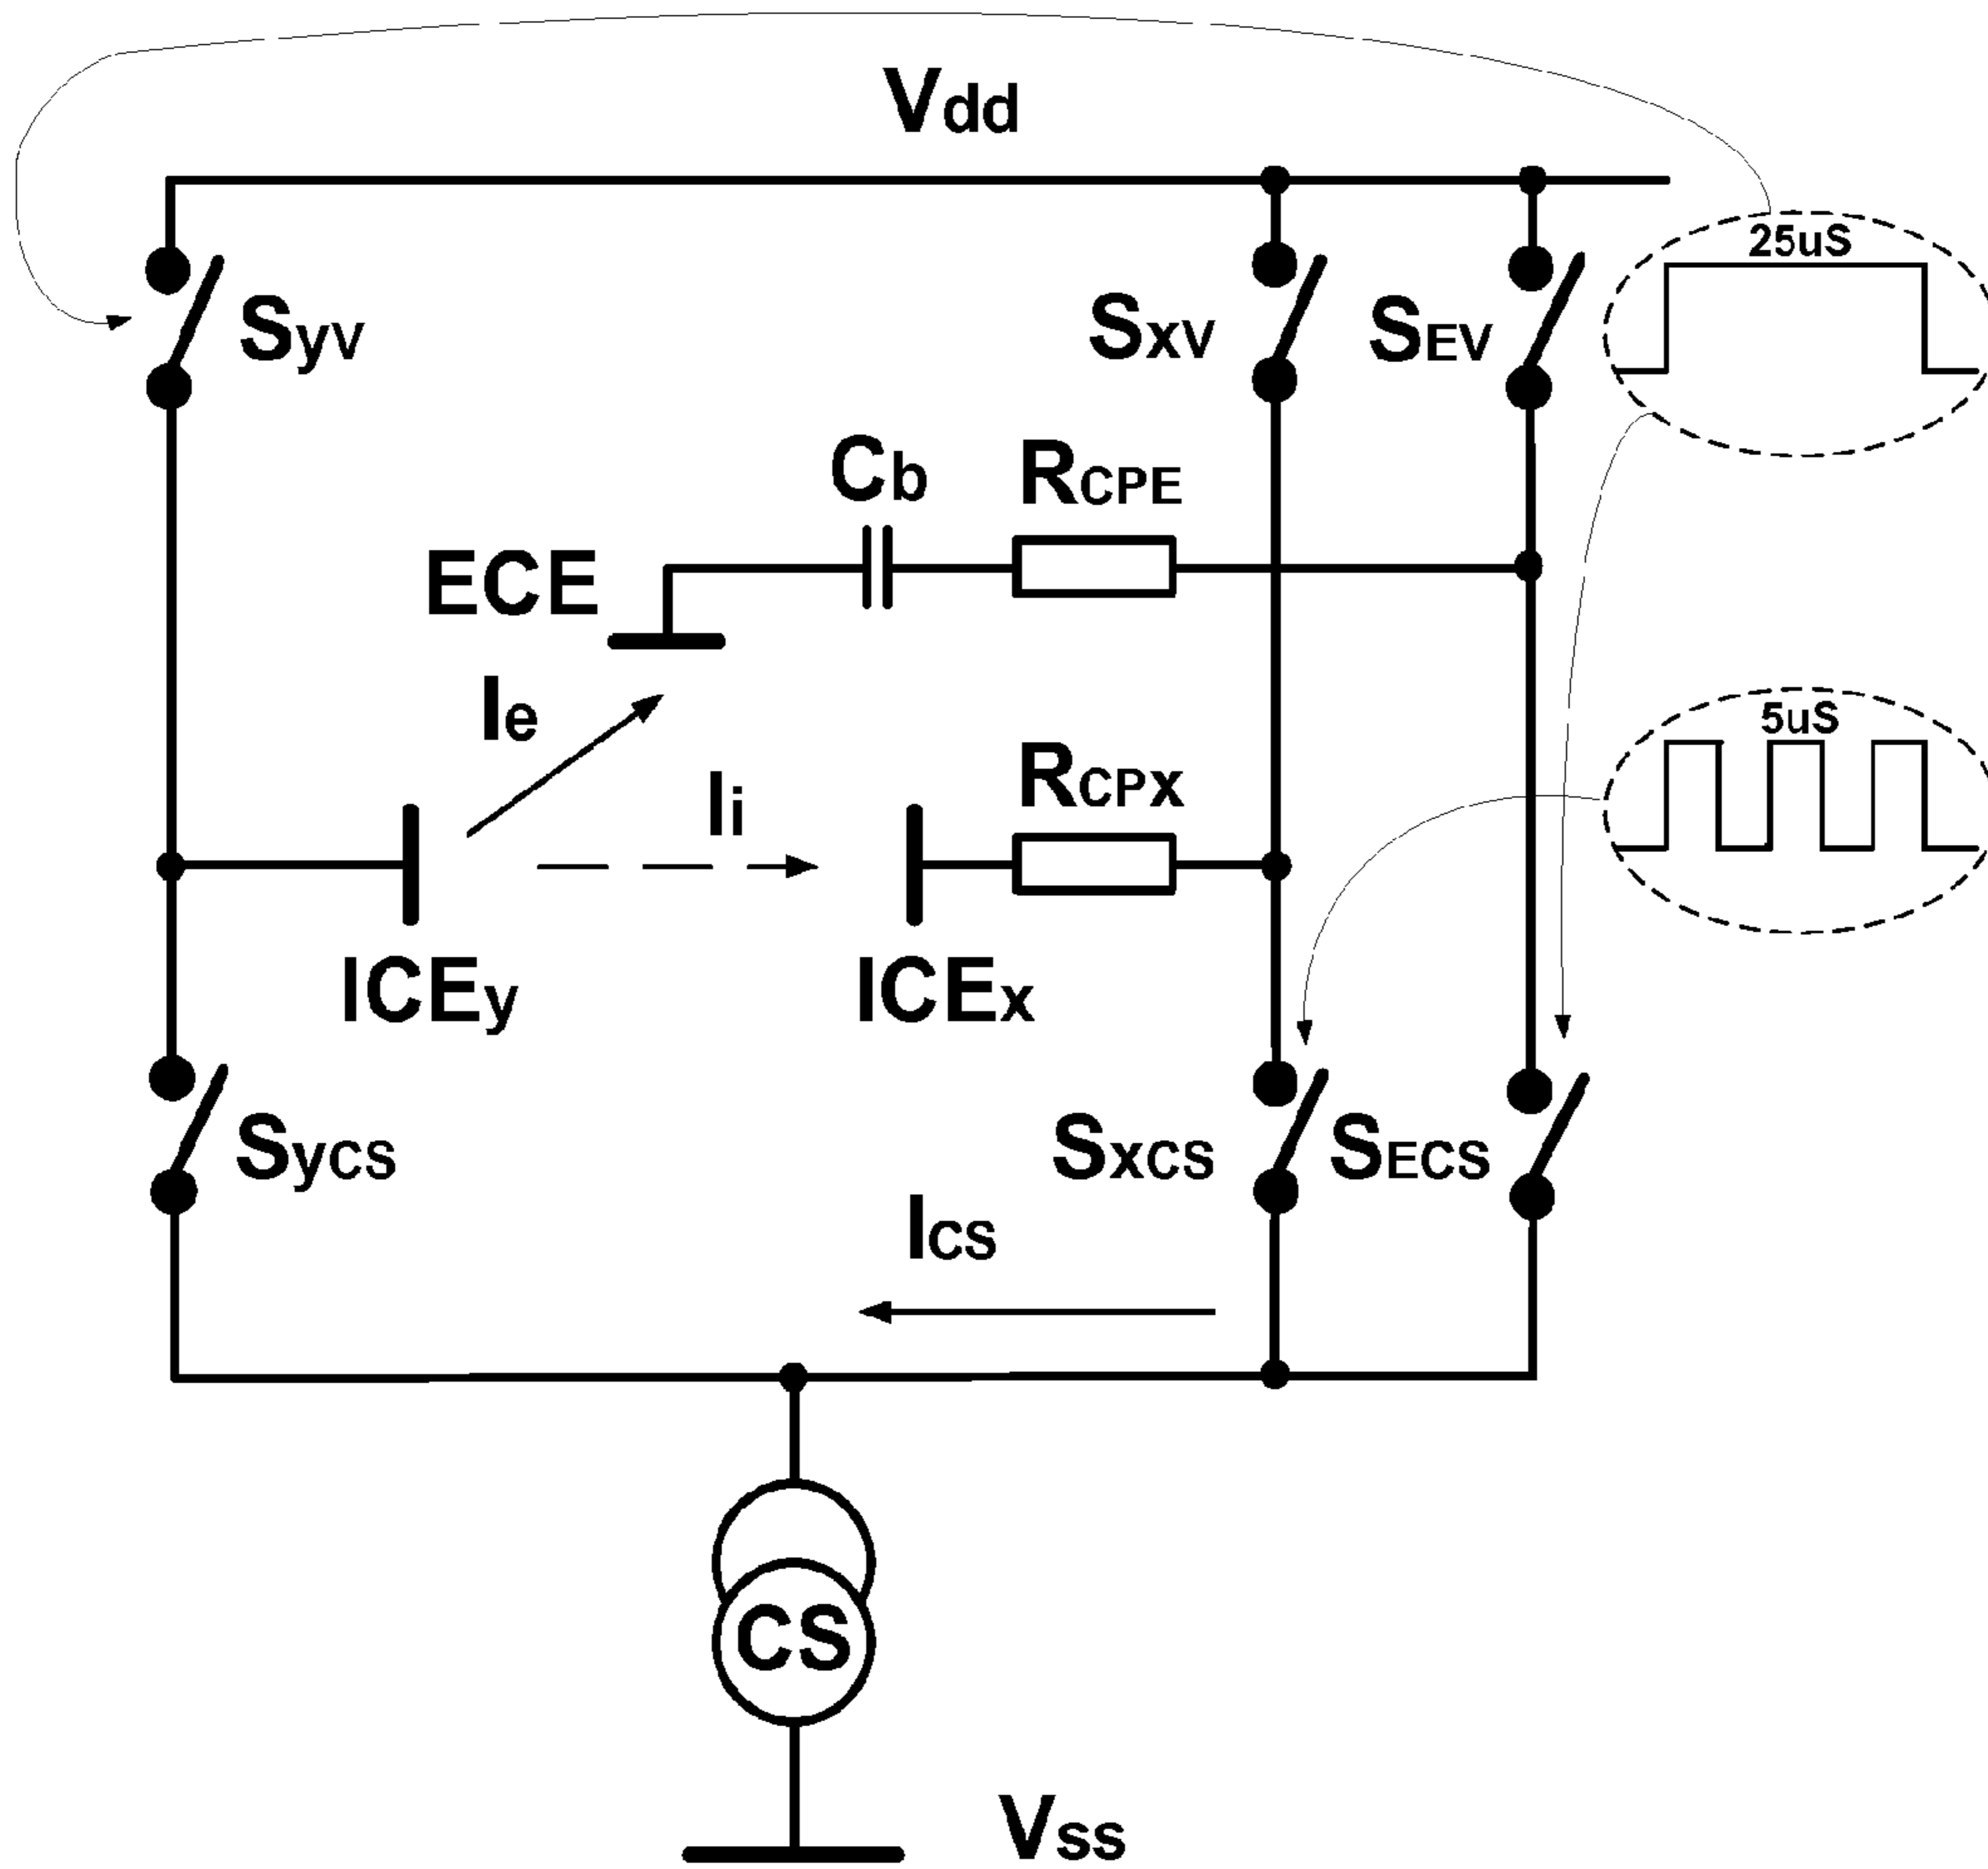 Vdd
25uS
SyV
SxV
SEV
Cb
RCPE
ECE
Ie
5uS
Ii
RCPX
ICEy
ICEx
SyCS
SxCS
SECS
ICS
CS
Vss